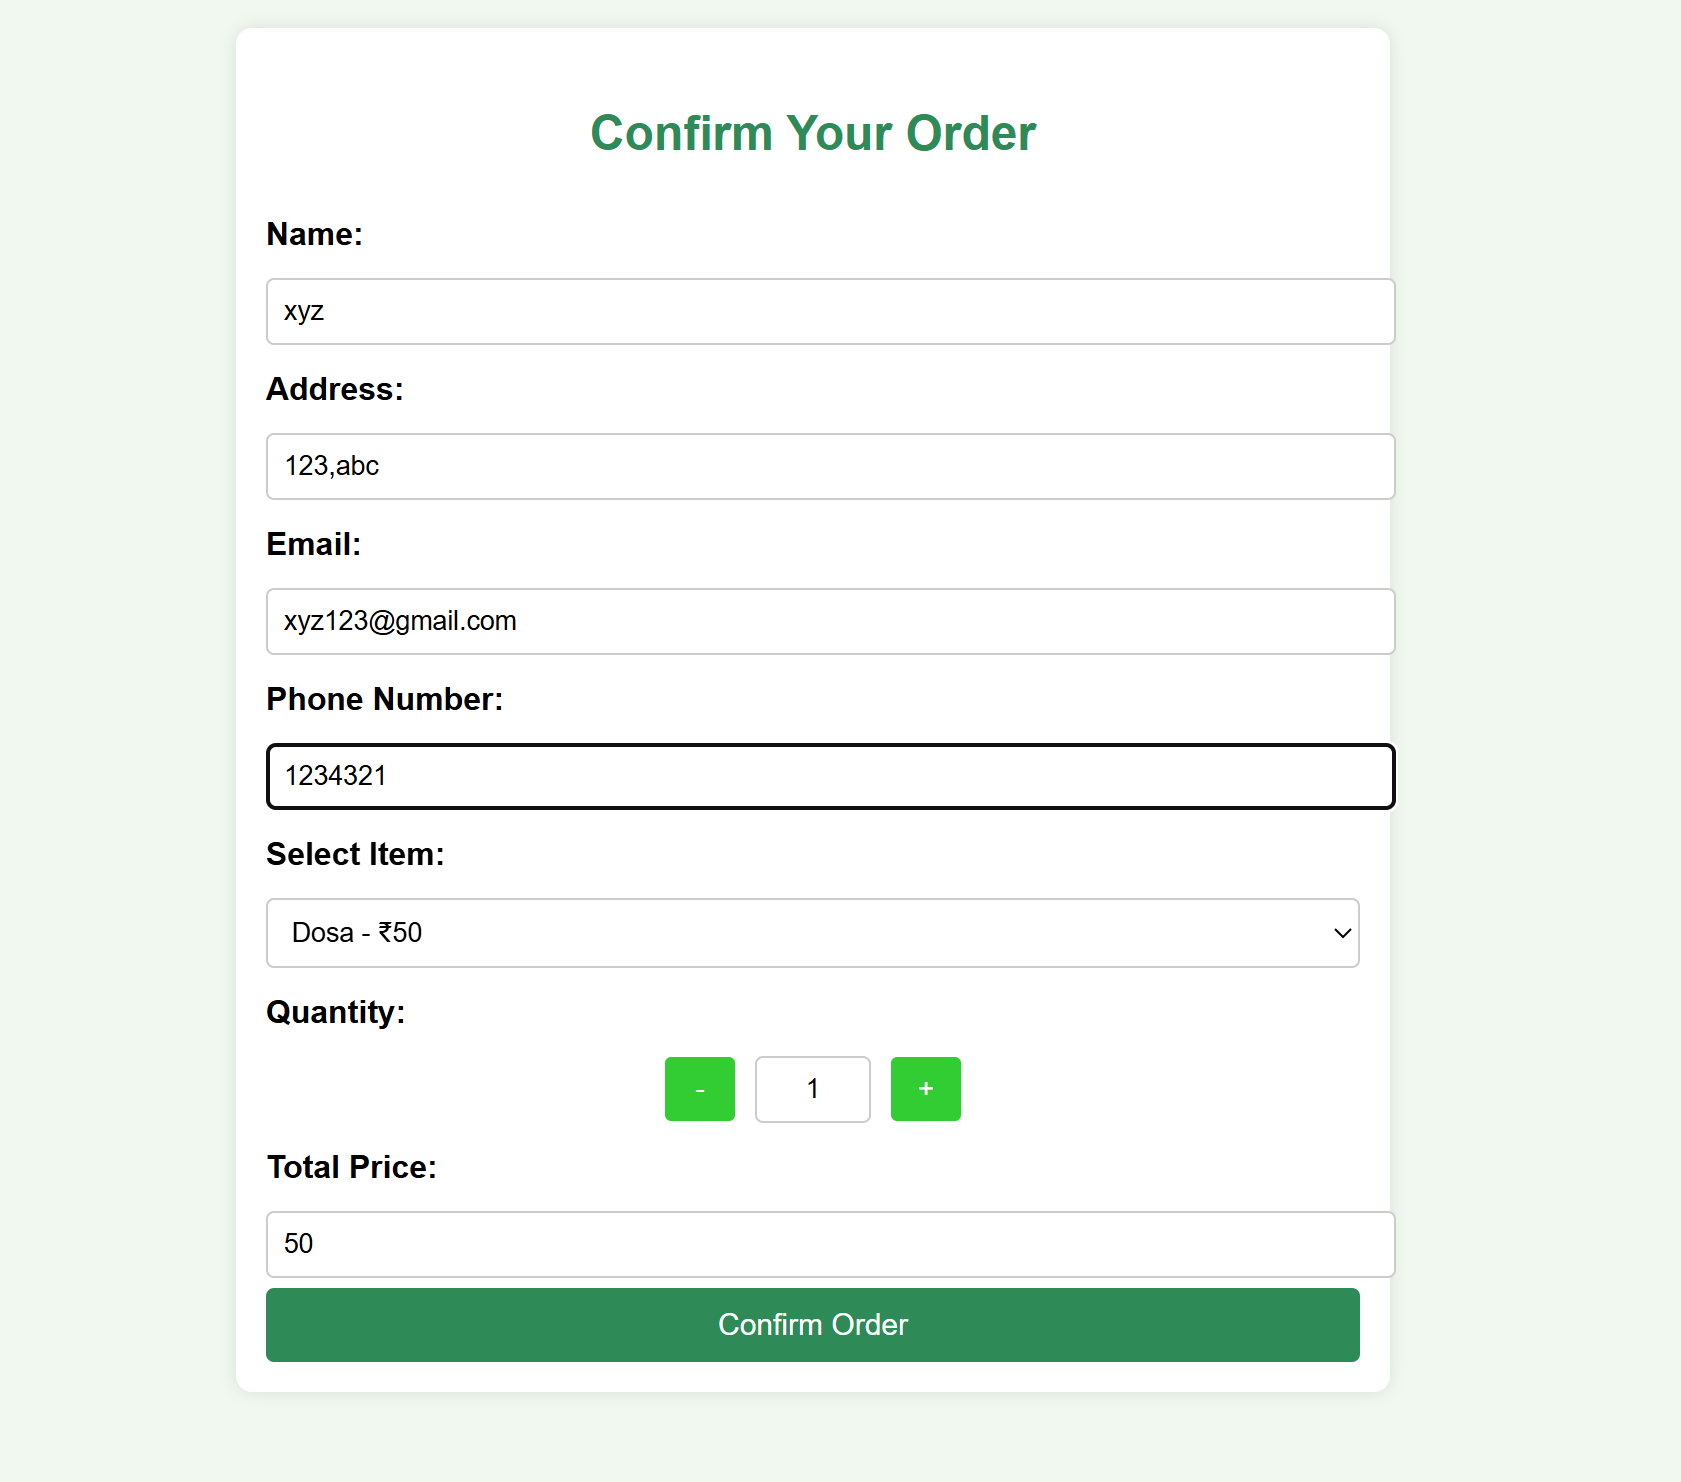 Confirm Your Order
Name:
xyz
Address:
123,abc
Email:
xyz123@gmail.com
Phone Number:
1234321
Select Item:
Dosa - ₹50
Quantity:
- 1 +
Total Price:
50
Confirm Order